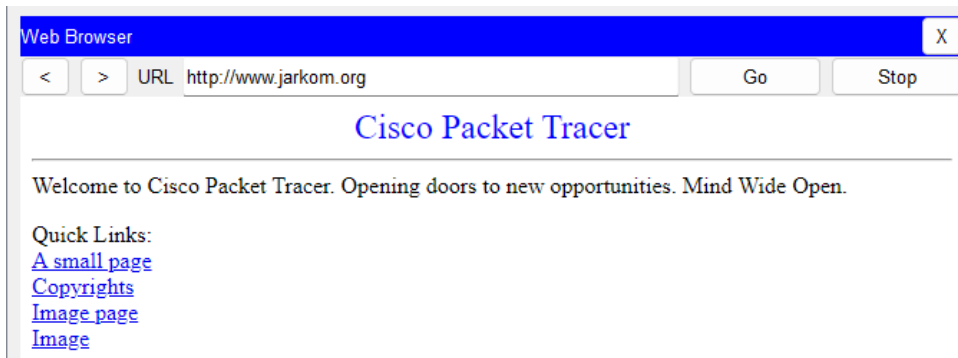 Web Browser X
< > URL http://www.jarkom.org Go Stop
Cisco Packet Tracer
Welcome to Cisco Packet Tracer. Opening doors to new opportunities. Mind Wide Open.
Quick Links:
A small page
Copyrights
Image page
Image